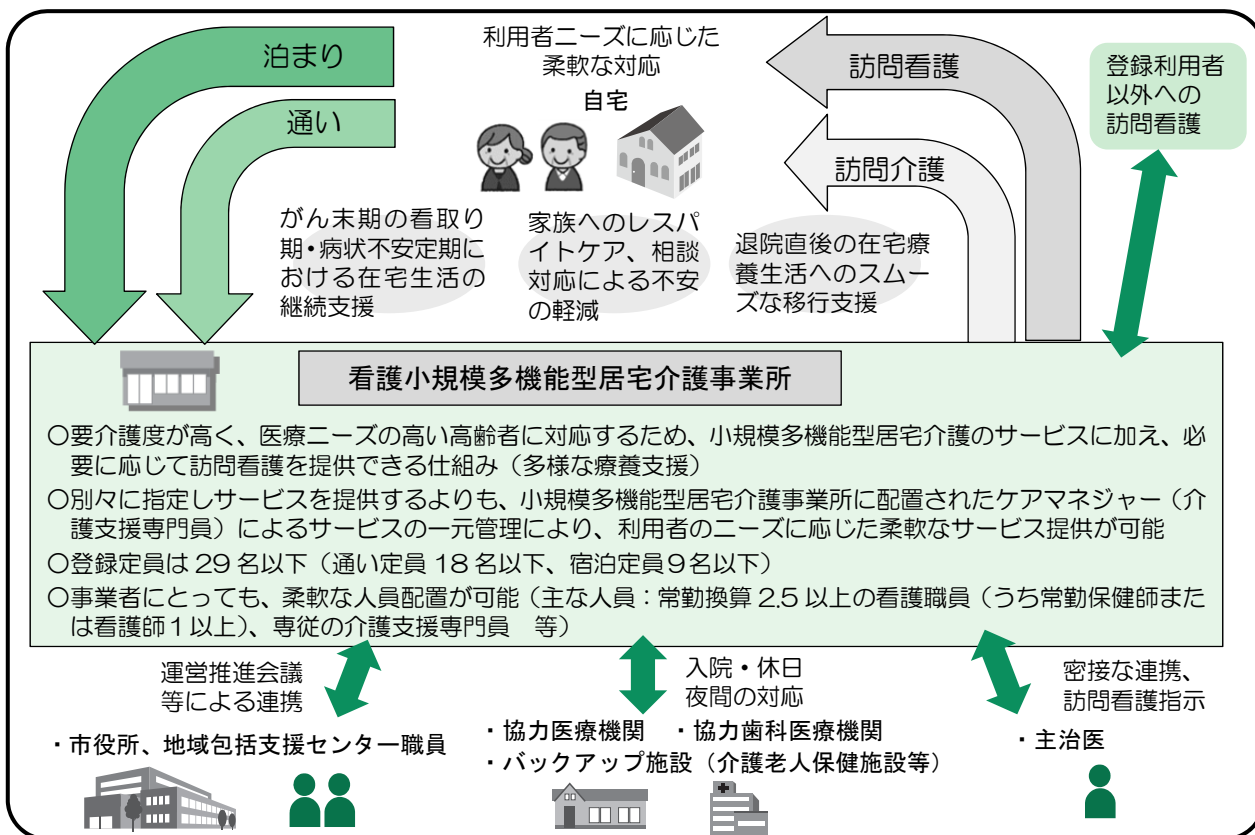 泊まり
通い
利用者ニーズに応じた
柔軟な対応
自宅
訪問看護
訪問介護
登録利用者
以外への
訪問看護
がん末期の看取り
期・病状不安定期に
おける在宅生活の
継続支援
家族へのレスパ
イトケア、相談
対応による不安
の軽減
退院直後の在宅療
養生活へのスムー
ズな移行支援
看護小規模多機能型居宅介護事業所
○要介護度が高く、医療ニーズの高い高齢者に対応するため、小規模多機能型居宅介護のサービスに加え、必
要に応じて訪問看護を提供できる仕組み（多様な療養支援）
○別々に指定しサービスを提供するよりも、小規模多機能型居宅介護事業所に配置されたケアマネジャー（介
護支援専門員）によるサービスの一元管理により、利用者のニーズに応じた柔軟なサービス提供が可能
○登録定員は 29 名以下（通い定員 18 名以下、宿泊定員９名以下）
○事業者にとっても、柔軟な人員配置が可能（主な人員：常勤換算 2.5 以上の看護職員（うち常勤保健師また
は看護師１以上）、専従の介護支援専門員　等）
運営推進会議
等による連携
・市役所、地域包括支援センター職員
入院・休日
夜間の対応
・協力医療機関　・協力歯科医療機関
・バックアップ施設（介護老人保健施設等）
密接な連携、
訪問看護指示
・主治医